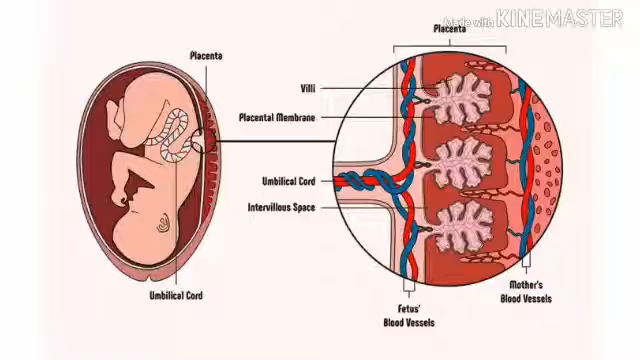 Made with KINEMASTER
Placenta
Placenta
Villi
Placental Membrane
Umbilical Cord
Intervillous Space
Umbilical Cord
Mother's
Blood Vessels
Fetus'
Blood Vessels